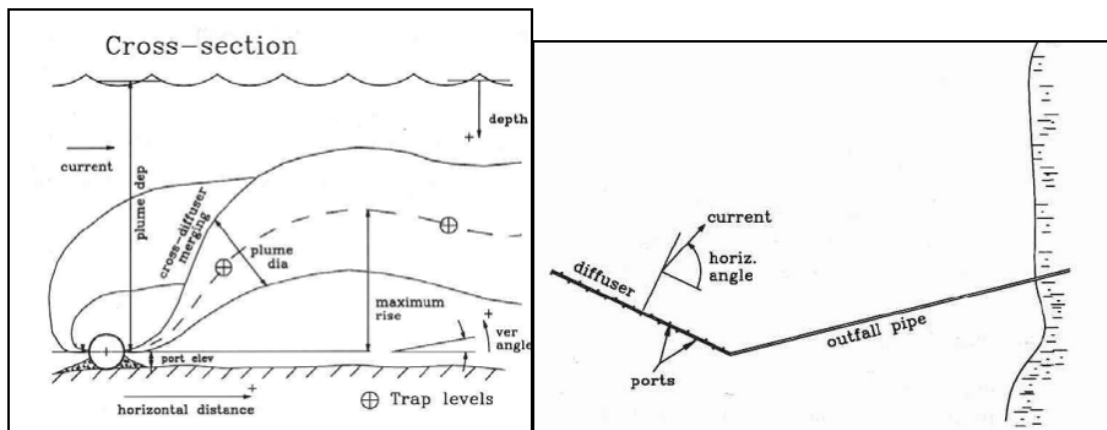 Cross-section
depth
+
current
plume dep
cross-diffuser
merging
plume
dia
maximum
rise
+
ver
angle
port elev
+
horizontal distance
⊕ Trap levels
current
horiz.
angle
diffuser
outfall pipe
ports